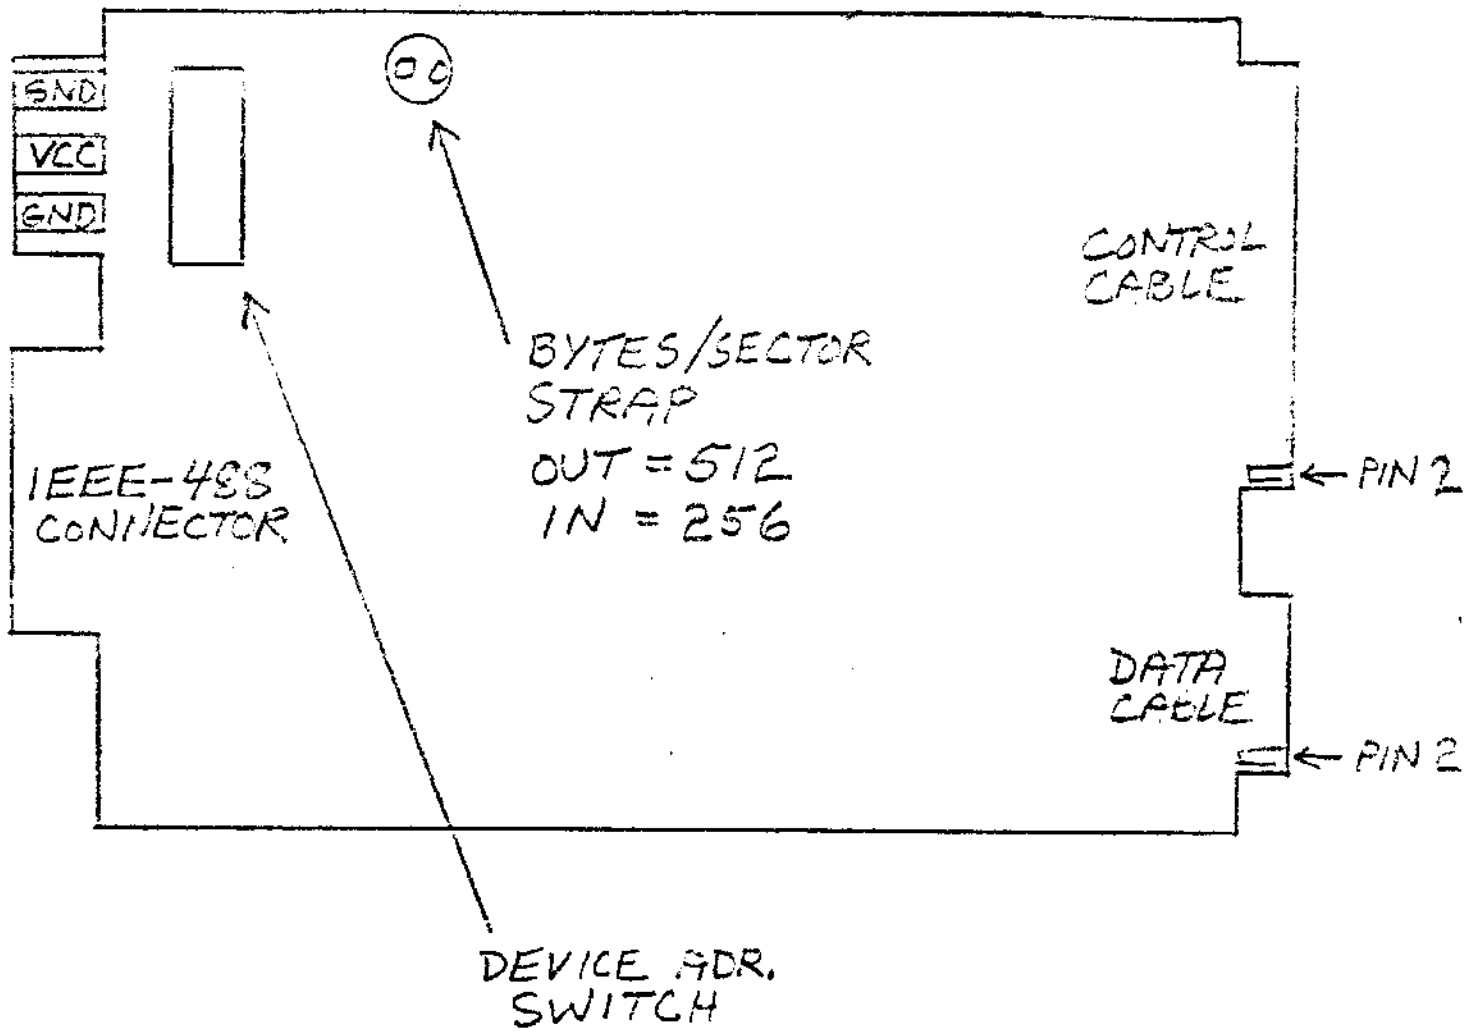 GND
VCC
GND
CONTROL
CABLE
BYTES/SECTOR
STRAP
OUT = 512
IN = 256
IEEE-488
CONNECTOR
← PIN 2
DATA
CABLE
← PIN 2
DEVICE ADR.
SWITCH